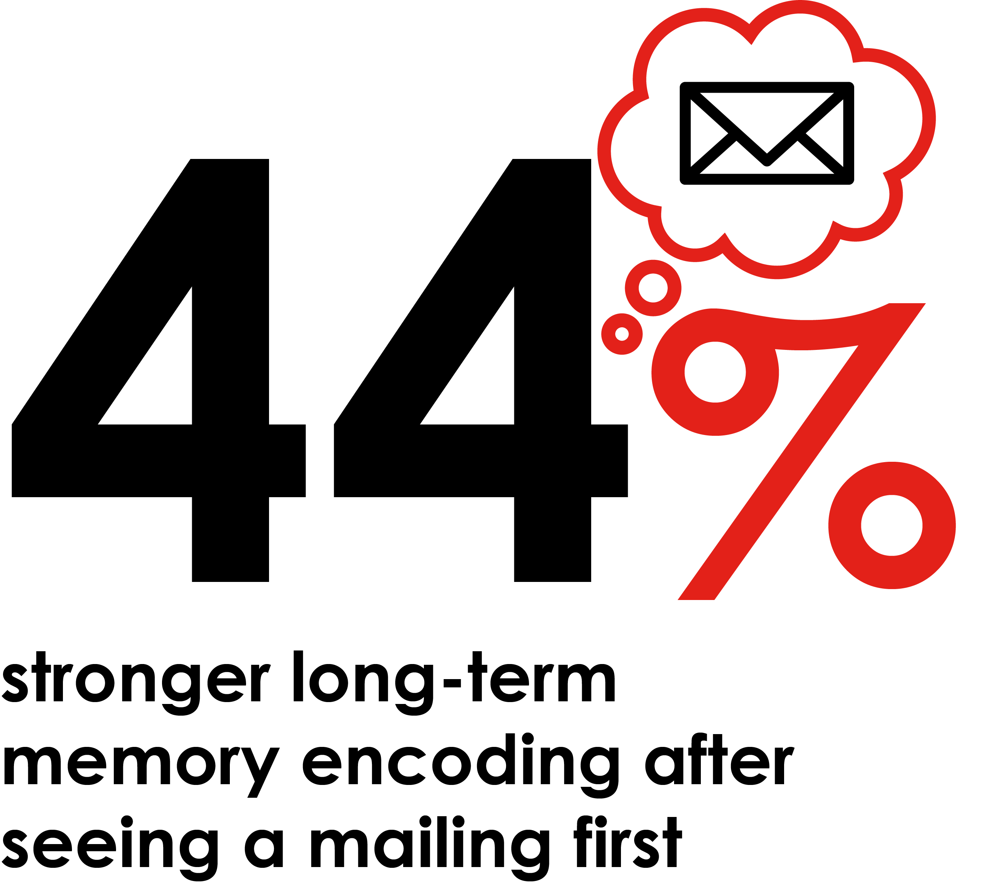 44%
stronger long-term
memory encoding after
seeing a mailing first